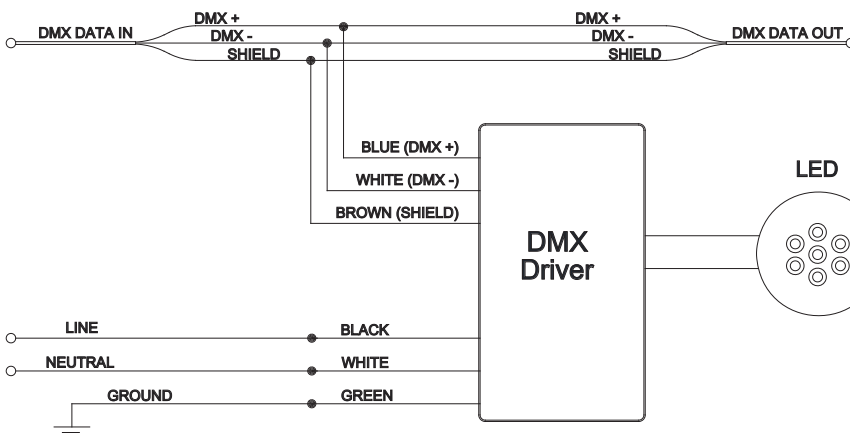 DMX + DMX +
DMX DATA IN DMX - DMX - DMX DATA OUT
SHIELD SHIELD
BLUE (DMX +)
LED
WHITE (DMX -)
BROWN (SHIELD)
DMX
Driver
LINE BLACK
NEUTRAL WHITE
GROUND GREEN